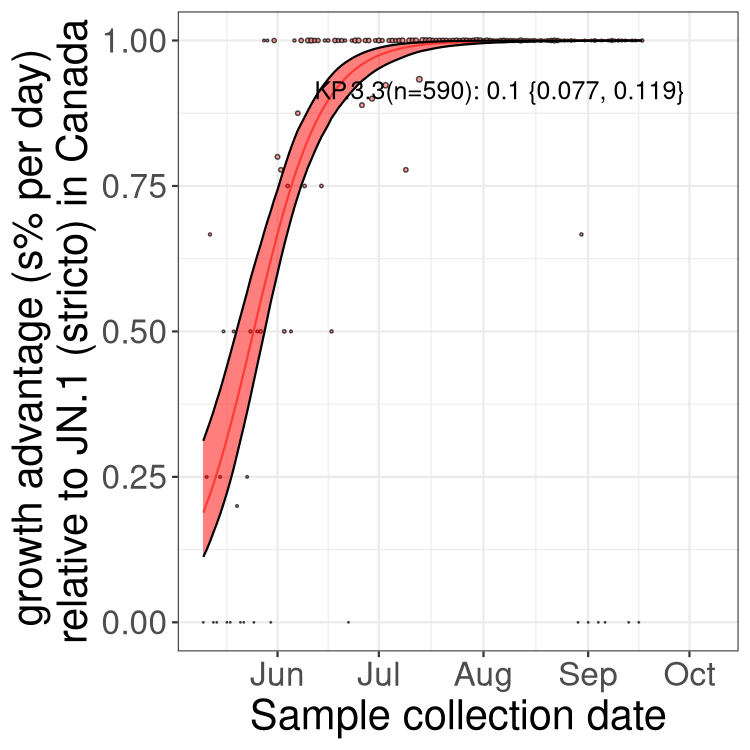 growth advantage (s% per day)
relative to JN.1 (stricto) in Canada
1.00
0.75
0.50
0.25
0.00
KP.3.3(n=590): 0.1 {0.077, 0.119}
Jun Jul Aug Sep Oct
Sample collection date